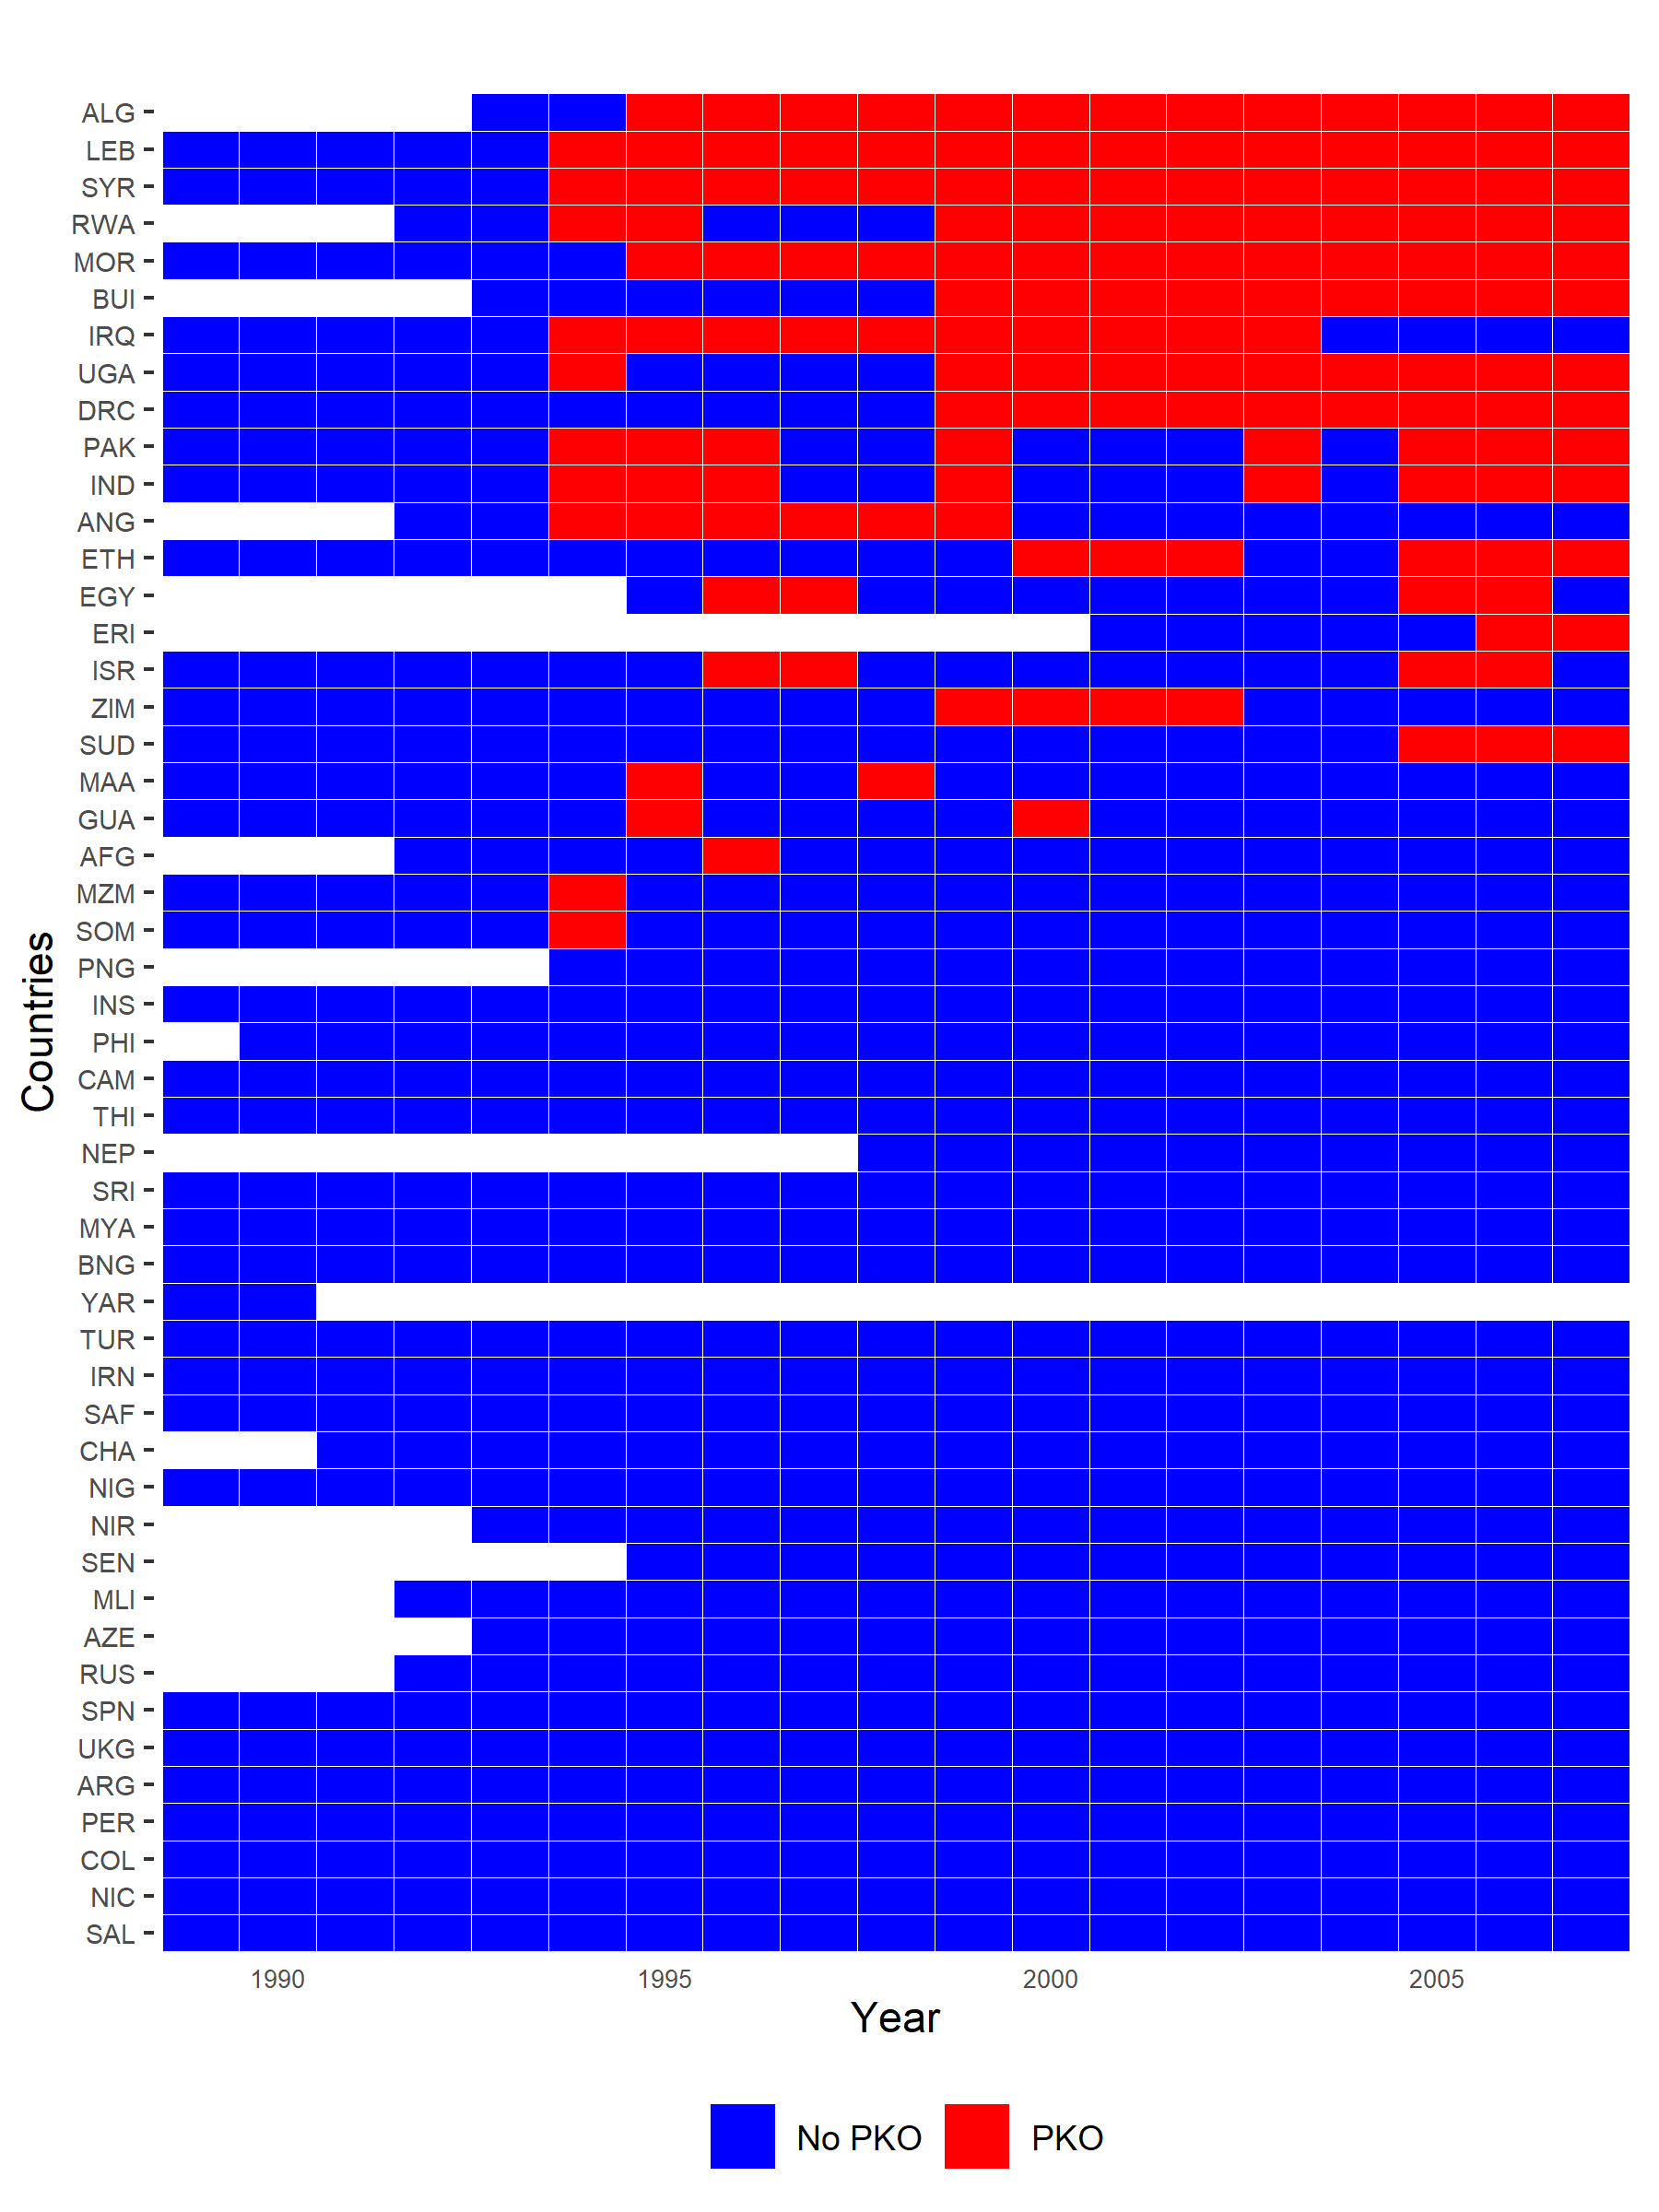 ALG
LEB
SYR
RWA
MOR
BUI
IRQ
UGA
DRC
PAK
IND
ANG
ETH
EGY
ERI
ISR
ZIM
SUD
MAA
GUA
AFG
MZM
SOM
PNG
INS
PHI
CAM
THI
NEP
SRI
MYA
BNG
YAR
TUR
IRN
SAF
CHA
NIG
NIR
SEN
MLI
AZE
RUS
SPN
UKG
ARG
PER
COL
NIC
SAL
Countries
1990 1995 2000 2005
Year
No PKO PKO